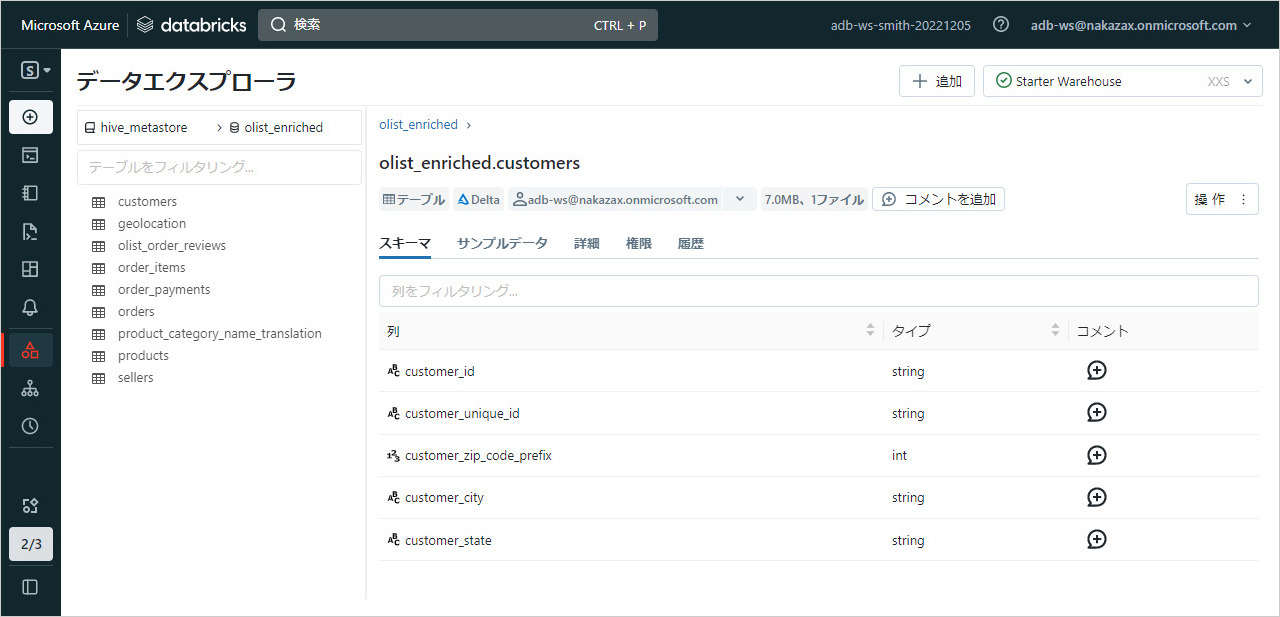 Microsoft Azure databricks 検索 CTRL + P adb-ws-smith-20221205 adb-ws@nakazax.onmicrosoft.com
S
データエクスプローラ
追加 Starter Warehouse XXS
hive_metastore > olist_enriched
テーブルをフィルタリング...
customers
geolocation
olist_order_reviews
order_items
order_payments
orders
product_category_name_translation
products
sellers
2/3
olist_enriched >
olist_enriched.customers
テーブル Delta adb-ws@nakazax.onmicrosoft.com 7.0MB、1ファイル コメントを追加 操作
スキーマ サンプルデータ 詳細 権限 履歴
列をフィルタリング...
列 タイプ コメント
customer_id string
customer_unique_id string
customer_zip_code_prefix int
customer_city string
customer_state string